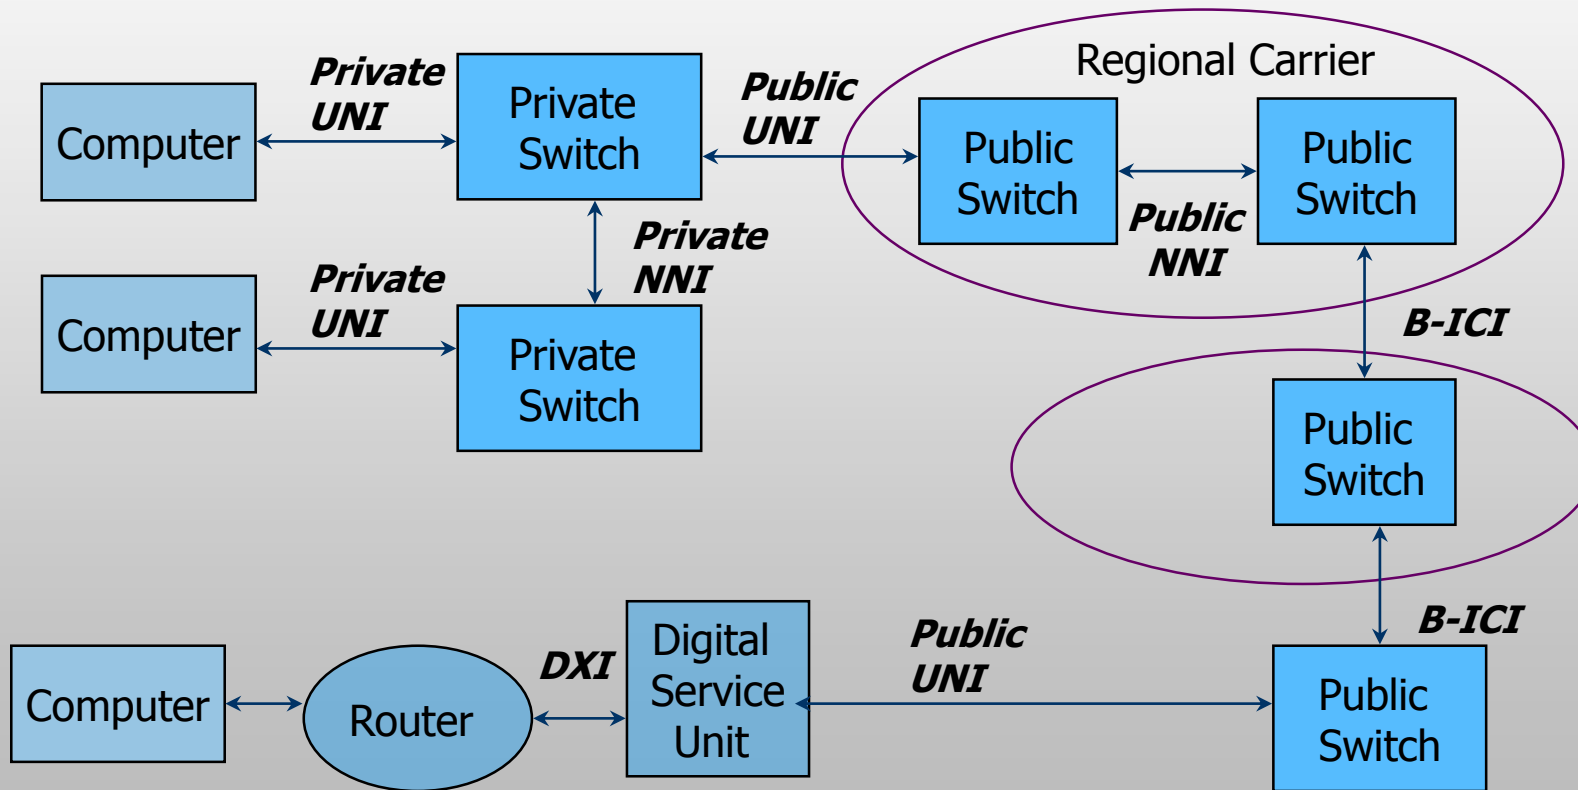 Regional Carrier
Private
UNI
Private
Switch
Public
UNI
Computer
Public
Switch
Public
Switch
Private
NNI
Public
NNI
Private
UNI
Computer
Private
Switch
B-ICI
Public
Switch
B-ICI
Computer
Router
DXI
Digital
Service
Unit
Public
UNI
Public
Switch